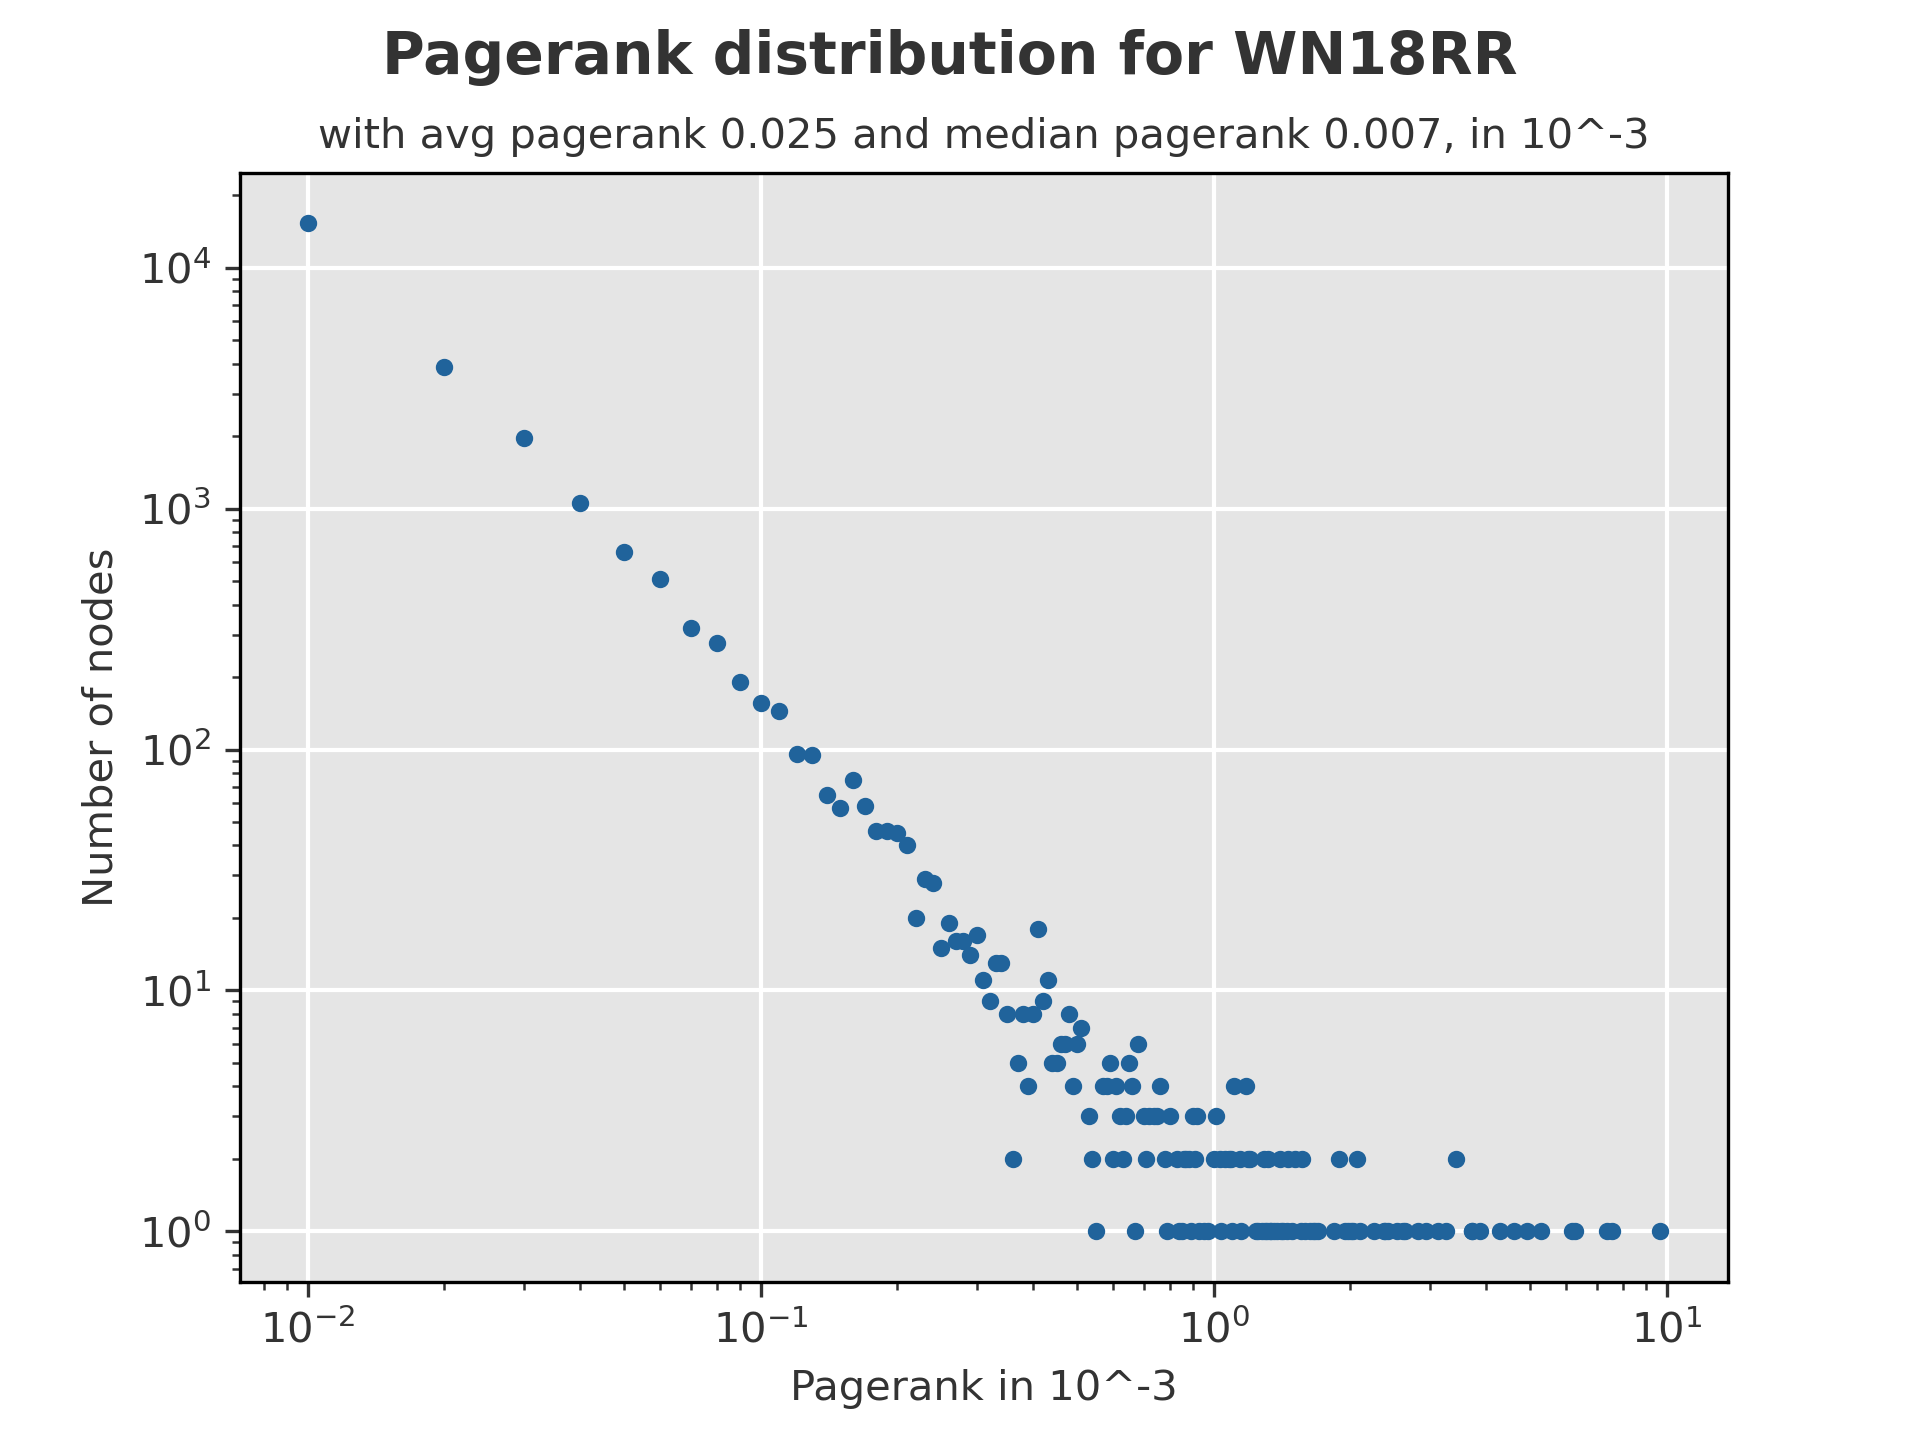 Pagerank distribution for WN18RR
with avg pagerank 0.025 and median pagerank 0.007, in 10^-3
Number of nodes
10⁴
10³
10²
10¹
10⁰
10⁻²
10⁻¹
10⁰
10¹
Pagerank in 10^-3